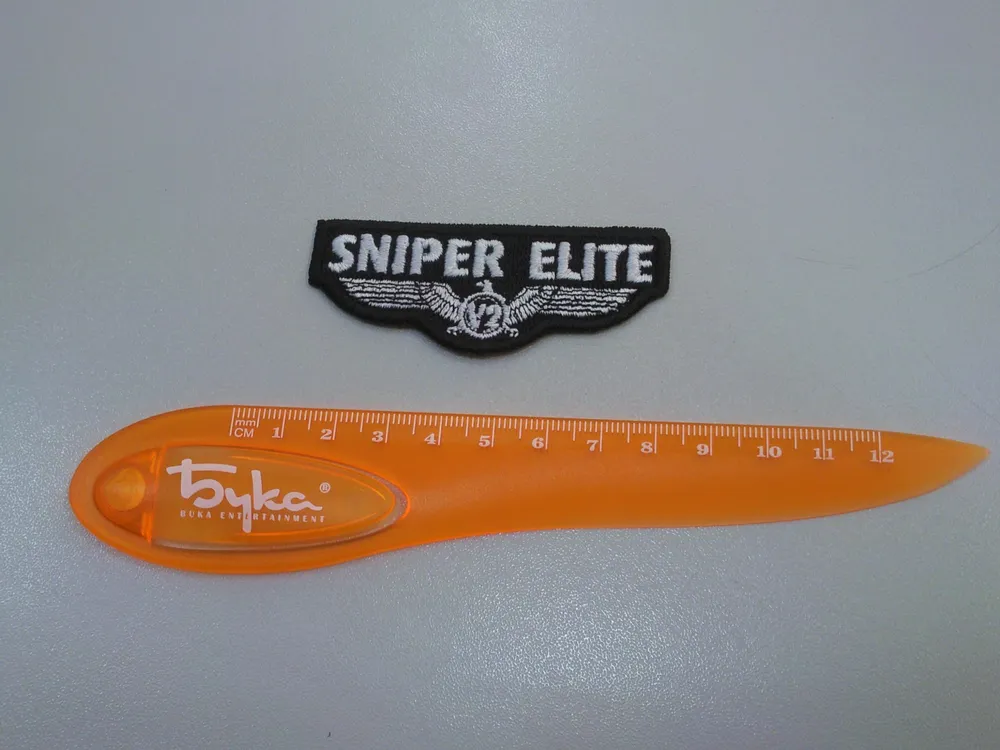 SNIPER ELITE
V2
mm
CM 1 2 3 4 5 6 7 8 9 10 11 12
Бука®
BUKA ENTERTAINMENT